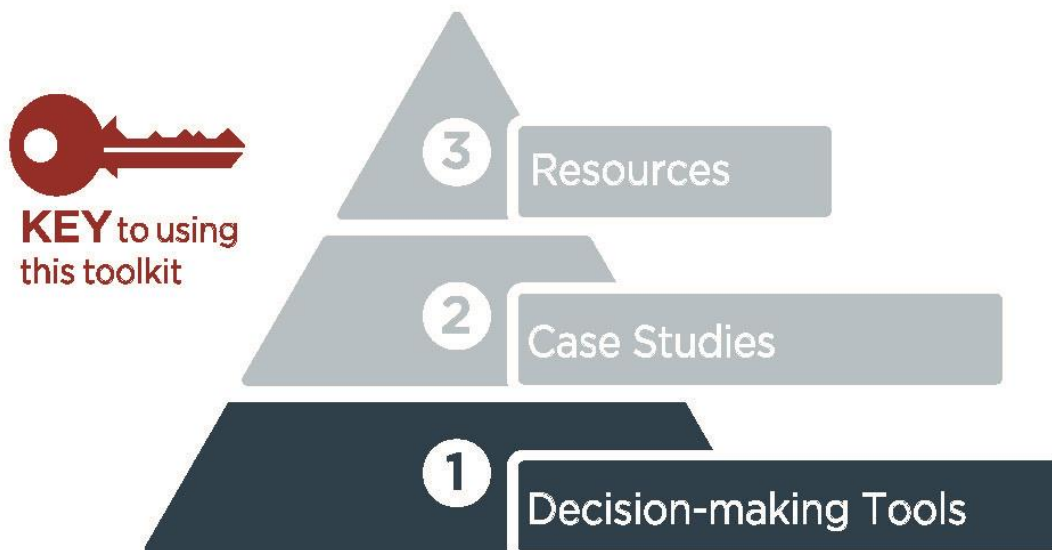 3
Resources
KEY to using
this toolkit
2
Case Studies
1
Decision-making Tools